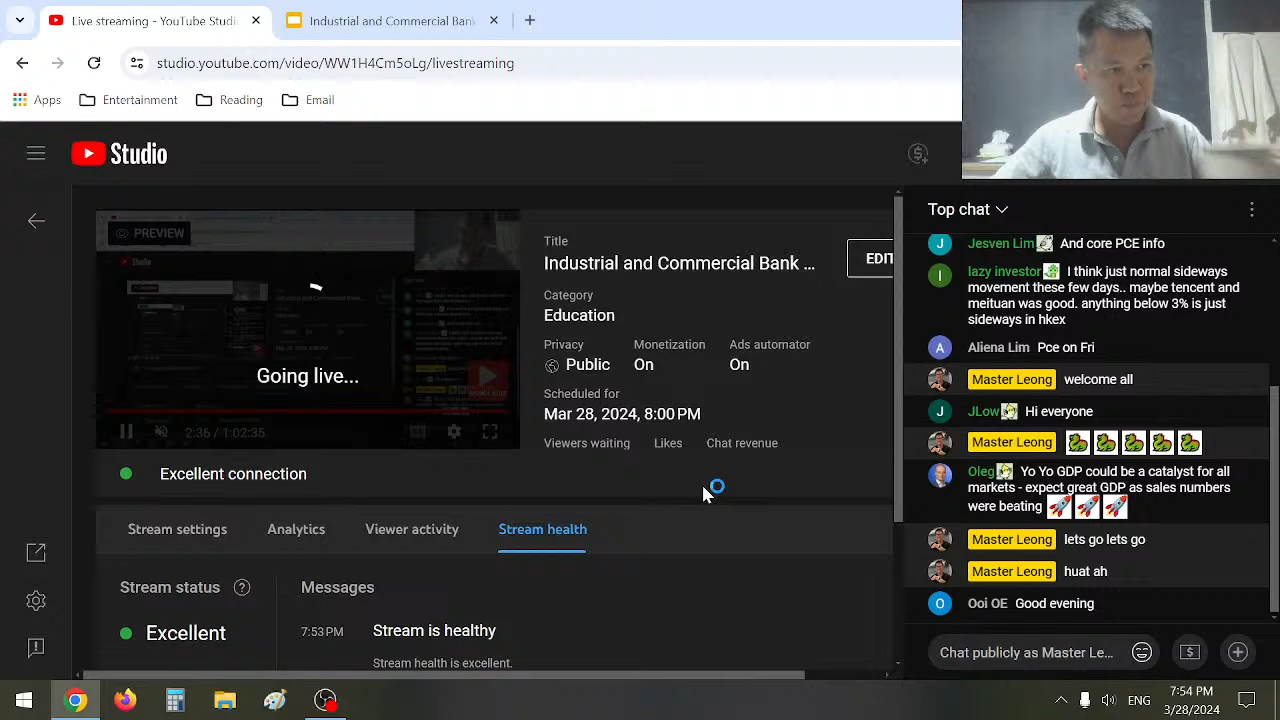 Live streaming - YouTube Studi
Industrial and Commercial Bank
studio.youtube.com/video/WW1H4Cm5oLg/livestreaming
Apps
Entertainment
Reading
Email
Studio
PREVIEW
Going live...
2:36 / 1:02:35
Title
Industrial and Commercial Bank ...
EDIT
Category
Education
Privacy
Monetization
Ads automator
Public
On
On
Scheduled for
Mar 28, 2024, 8:00 PM
Viewers waiting
Likes
Chat revenue
Excellent connection
Stream settings
Analytics
Viewer activity
Stream health
Stream status
Messages
Excellent
7:53 PM
Stream is healthy
Stream health is excellent.
Top chat
J
Jesven Lim And core PCE info
l
lazy investor I think just normal sideways
movement these few days.. maybe tencent and
meituan was good. anything below 3% is just
sideways in hkex
A
Aliena Lim Pce on Fri
Master Leong welcome all
J
JLow Hi everyone
Master Leong
Oleg Yo Yo GDP could be a catalyst for all
markets - expect great GDP as sales numbers
were beating
Master Leong lets go lets go
Master Leong huat ah
O
Ooi OE Good evening
Chat publicly as Master Le...
ENG
7:54 PM
3/28/2024